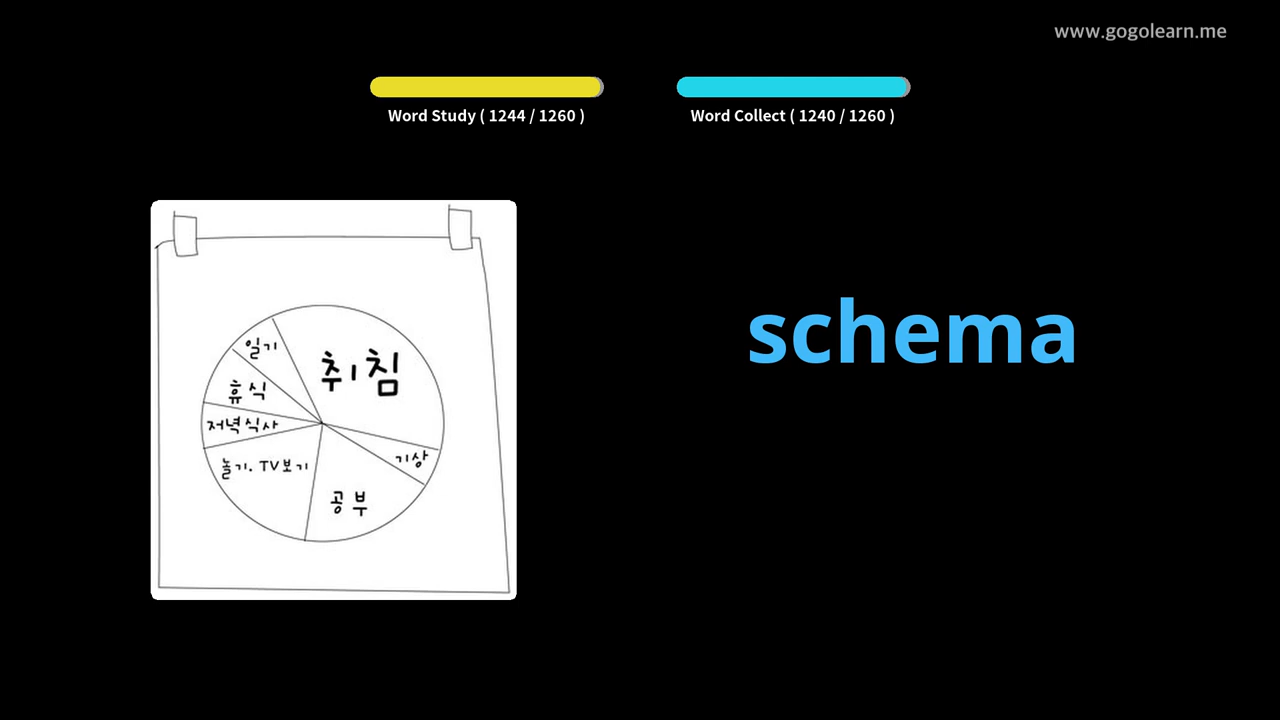 www.gogolearn.me
Word Study ( 1244 / 1260 )
Word Collect ( 1240 / 1260 )
일기
취침
휴식
저녁식사
놀기. TV보기
기상
공부
schema